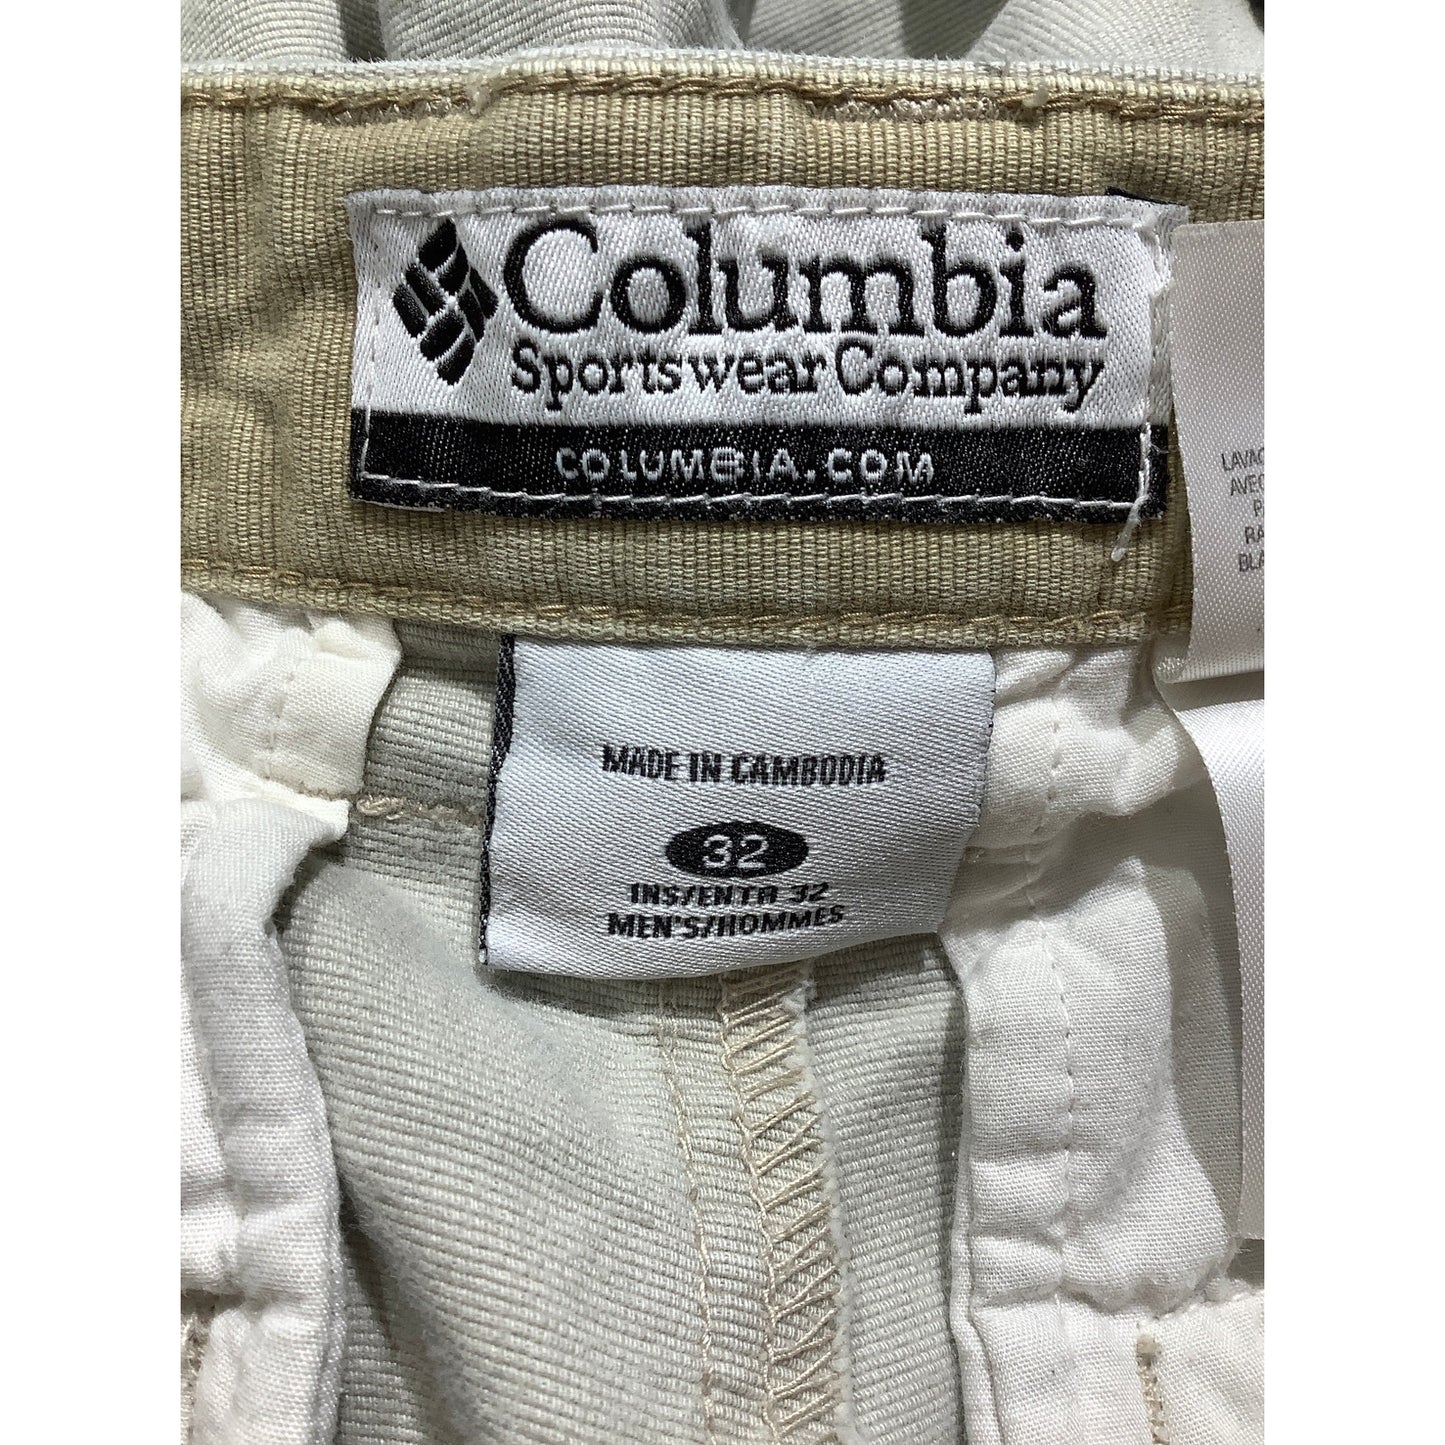 Columbia
Sportswear Company
COLUMBIA.COM
MADE IN CAMBODIA
32
INS/ENTR 32
MEN'S/HOMMES